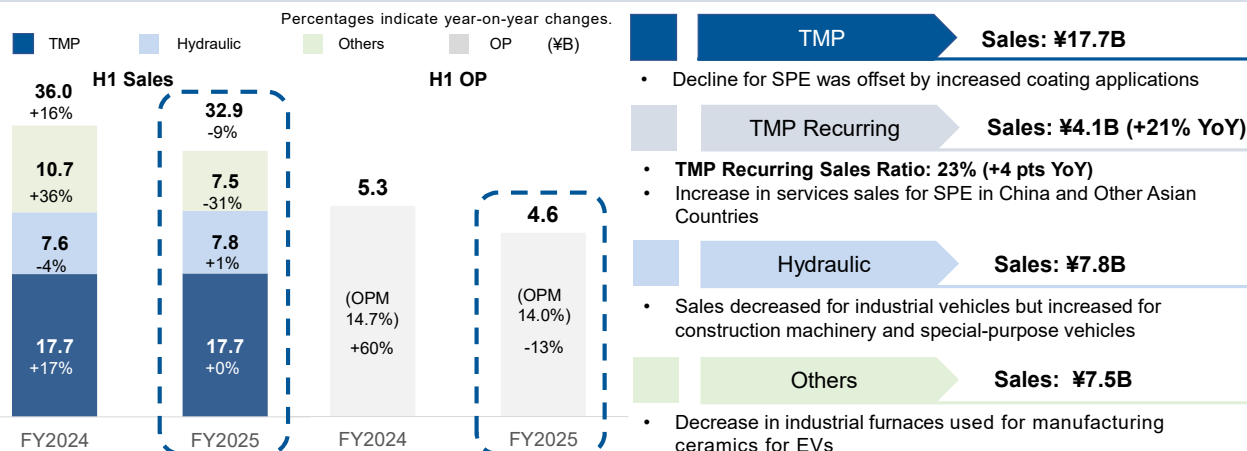 Percentages indicate year-on-year changes.
TMP
Hydraulic
Others
OP
(¥B)
H1 Sales
36.0
+16%
10.7
+36%
7.6
-4%
17.7
+17%
FY2024
32.9
-9%
7.5
-31%
7.8
+1%
17.7
+0%
FY2025
H1 OP
5.3
(OPM
14.7%)
+60%
FY2024
4.6
(OPM
14.0%)
-13%
FY2025
TMP
Sales: ¥17.7B
• Decline for SPE was offset by increased coating applications
TMP Recurring
Sales: ¥4.1B (+21% YoY)
• TMP Recurring Sales Ratio: 23% (+4 pts YoY)
• Increase in services sales for SPE in China and Other Asian
Countries
Hydraulic
Sales: ¥7.8B
• Sales decreased for industrial vehicles but increased for
construction machinery and special-purpose vehicles
Others
Sales: ¥7.5B
• Decrease in industrial furnaces used for manufacturing
ceramics for EVs